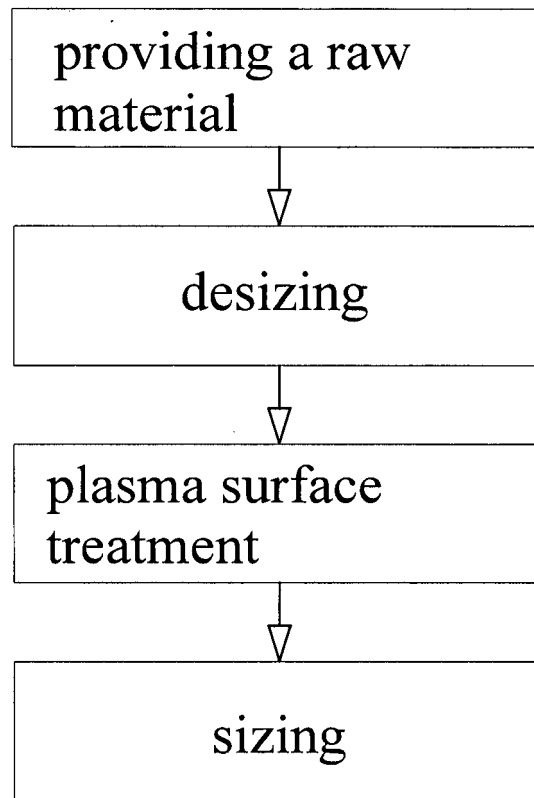 providing a raw
material
desizing
plasma surface
treatment
sizing